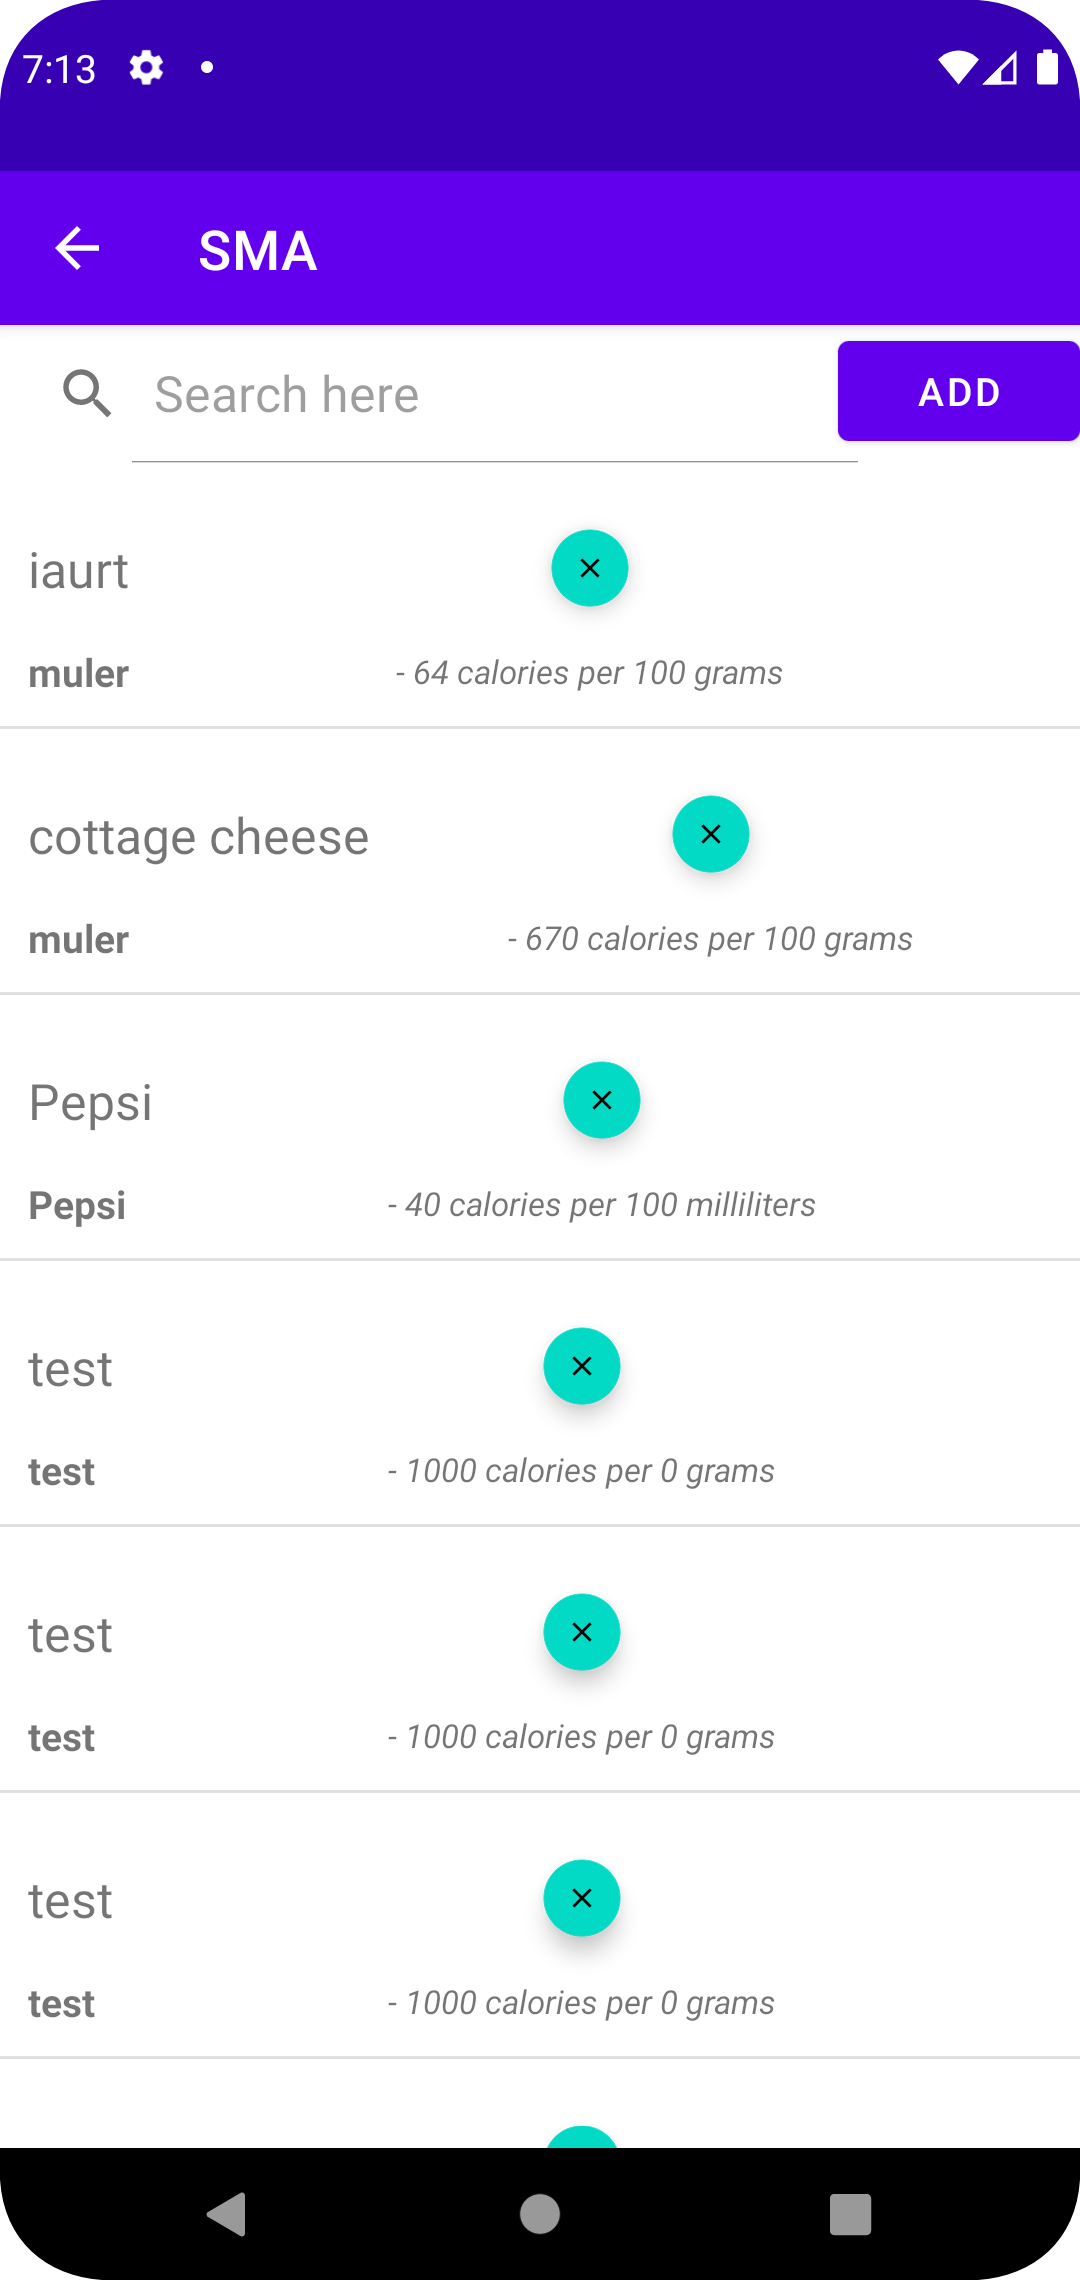 7:13
SMA
Search here
ADD
iaurt
muler - 64 calories per 100 grams
cottage cheese
muler - 670 calories per 100 grams
Pepsi
Pepsi - 40 calories per 100 milliliters
test
test - 1000 calories per 0 grams
test
test - 1000 calories per 0 grams
test
test - 1000 calories per 0 grams